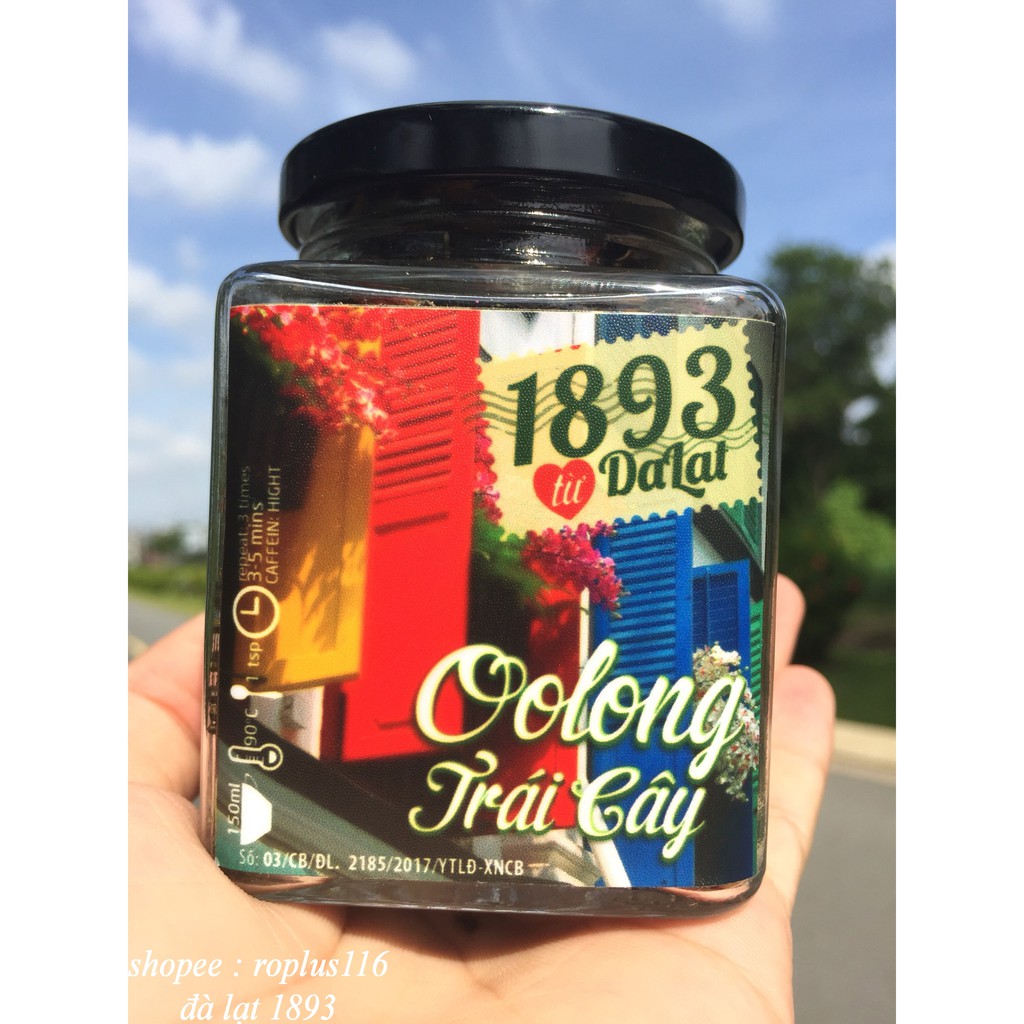 1893
từ DaLat
Oolong
Trái Cây
repeat: 3 times
3-5 mins
CAFFEIN: HIGHT
1 tsp
90°C
150ml
Số: 03/CB/ĐL. 2185/2017/YTLĐ-XNCB
shopee : roplus116
đà lạt 1893